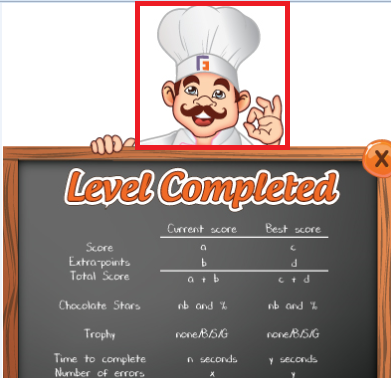 G
X
Level Completed
Current score Best score
Score a c
Extra-points b d
Total Score a + b c + d
Chocolate Stars nb and % nb and %
Trophy none/B/S/G none/B/S/G
Time to complete n seconds y seconds
Number of errors x y